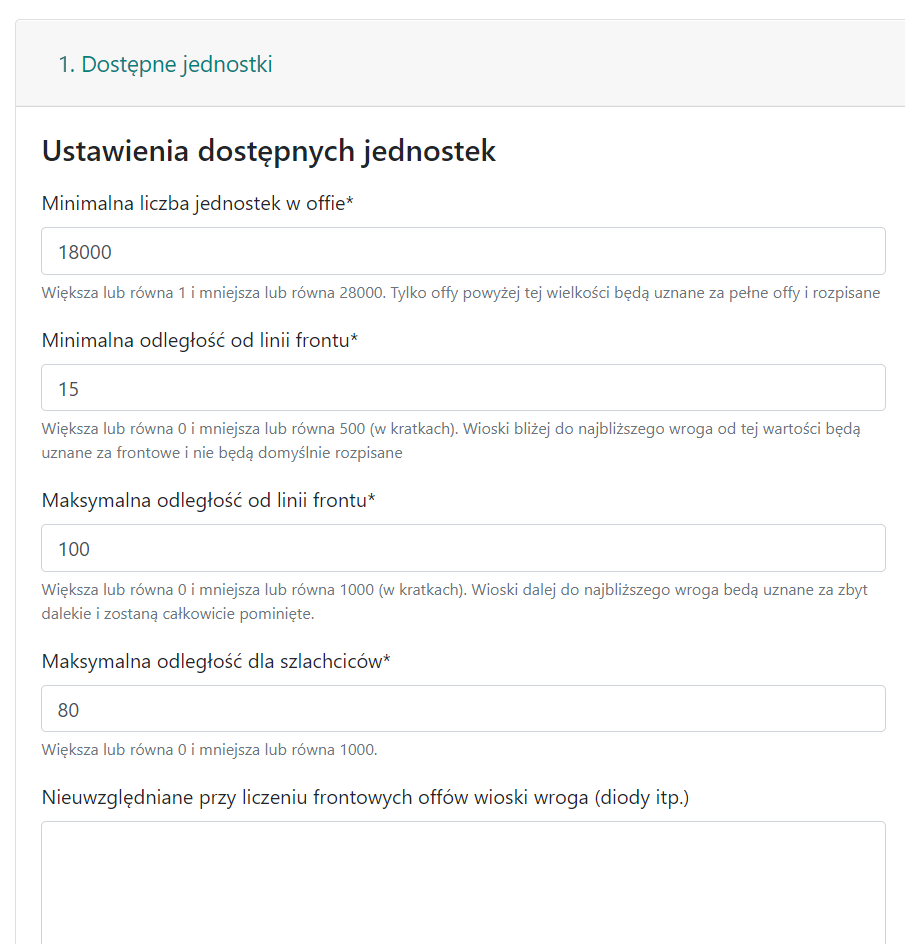 1. Dostępne jednostki
Ustawienia dostępnych jednostek
Minimalna liczba jednostek w offie*
18000
Większa lub równa 1 i mniejsza lub równa 28000. Tylko offy powyżej tej wielkości będą uznane za pełne offy i rozpisane
Minimalna odległość od linii frontu*
15
Większa lub równa 0 i mniejsza lub równa 500 (w kratkach). Wioski bliżej do najbliższego wroga od tej wartości będą
uznane za frontowe i nie będą domyślnie rozpisane
Maksymalna odległość od linii frontu*
100
Większa lub równa 0 i mniejsza lub równa 1000 (w kratkach). Wioski dalej do najbliższego wroga bedą uznane za zbyt
dalekie i zostaną całkowicie pominięte.
Maksymalna odległość dla szlachciców*
80
Większa lub równa 0 i mniejsza lub równa 1000.
Nieuwzględniane przy liczeniu frontowych offów wioski wroga (diody itp.)